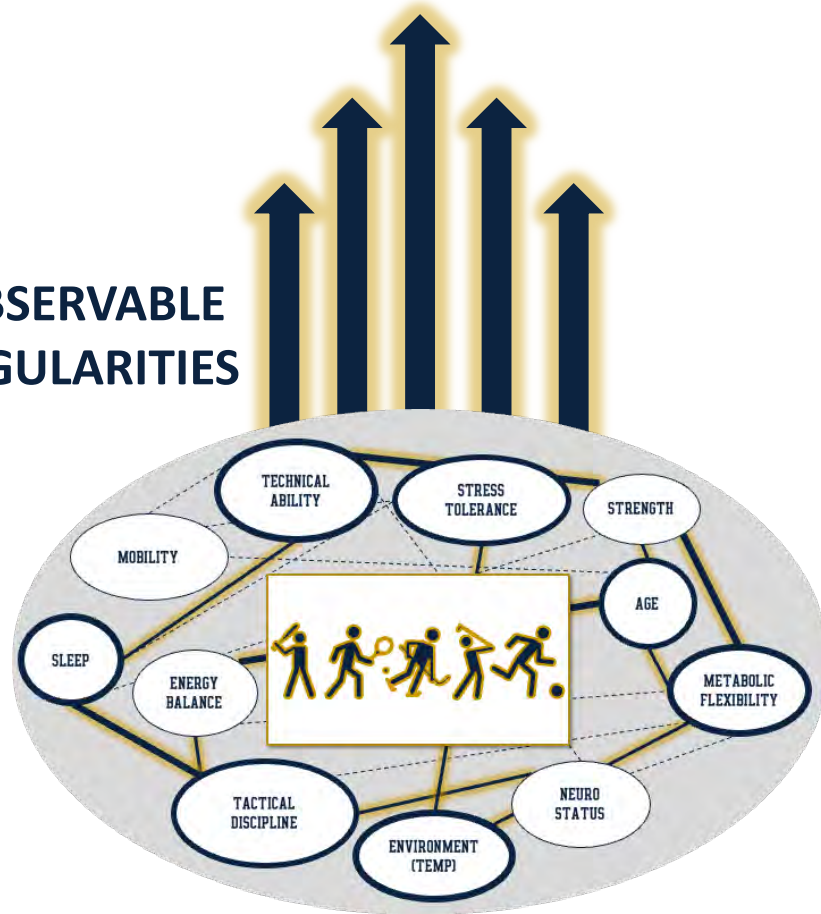 BSERVABLE
GULARITIES
TECHNICAL
ABILITY
STRESS
TOLERANCE
STRENGTH
MOBILITY
AGE
SLEEP
ENERGY
BALANCE
METABOLIC
FLEXIBILITY
TACTICAL
DISCIPLINE
NEURO
STATUS
ENVIRONMENT
(TEMP)